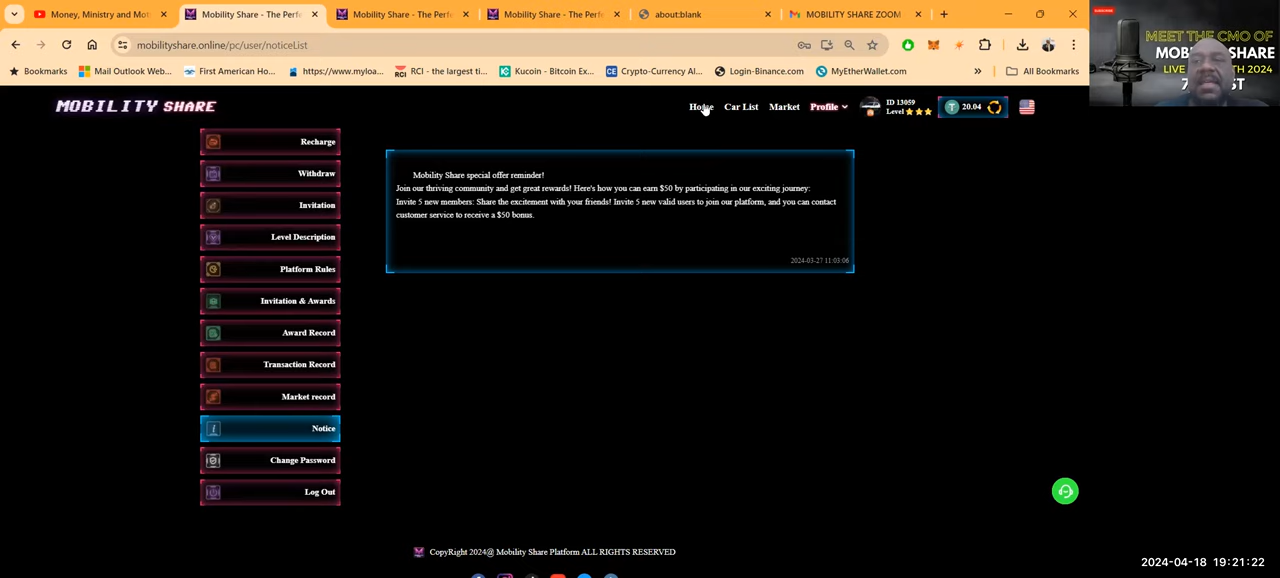 Money, Ministry and Mot
Mobility Share - The Perfe
Mobility Share - The Perfe
Mobility Share - The Perfe
about:blank
MOBILITY SHARE ZOOM
mobilityshare.online/pc/user/noticeList
Bookmarks
Mail Outlook Web...
First American Ho...
https://www.myloa...
RCI - the largest ti...
Kucoin - Bitcoin Ex...
Crypto-Currency Al...
Login-Binance.com
MyEtherWallet.com
»
All Bookmarks
SUBSCRIBE
MEET THE CMO OF
LIVE
2024
MOBILITY SHARE
Home
Car List
Market
Profile
ID 13059
Level
20.04
Recharge
Withdraw
Invitation
Level Description
Platform Rules
Invitation & Awards
Award Record
Transaction Record
Market record
Notice
Change Password
Log Out
Mobility Share special offer reminder!
Join our thriving community and get great rewards! Here's how you can earn $50 by participating in our exciting journey:
Invite 5 new members: Share the excitement with your friends! Invite 5 new valid users to join our platform, and you can contact
customer service to receive a $50 bonus.
2024-03-27 11:03:06
CopyRight 2024@ Mobility Share Platform ALL RIGHTS RESERVED
2024-04-18 19:21:22